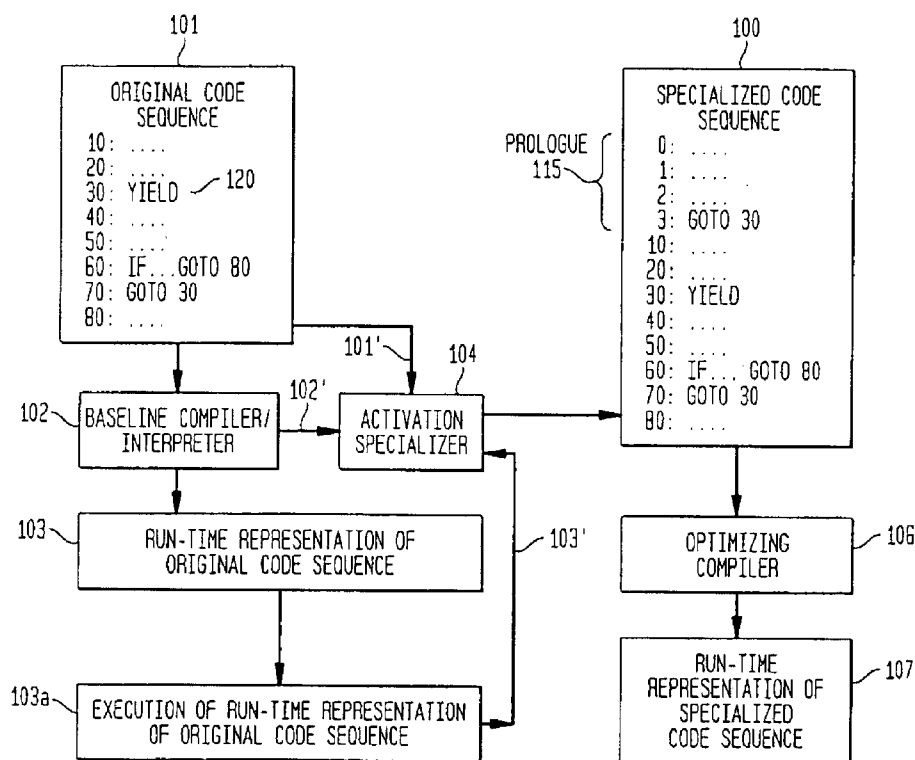 101
ORIGINAL CODE
SEQUENCE
10: ....
20: ....
30: YIELD
120
40: ....
50: ....
60: IF...GOTO 80
70: GOTO 30
80: ....
100
SPECIALIZED CODE
SEQUENCE
PROLOGUE
115
0: ....
1: ....
2: ....
3: GOTO 30
10: ....
20: ....
30: YIELD
40: ....
50: ....
60: IF... GOTO 80
70: GOTO 30
80: ....
101'
104
102
BASELINE COMPILER/
INTERPRETER
102'
ACTIVATION
SPECIALIZER
103
RUN-TIME REPRESENTATION OF
ORIGINAL CODE SEQUENCE
103'
OPTIMIZING
COMPILER
106
103a
EXECUTION OF RUN-TIME REPRESENTATION
OF ORIGINAL CODE SEQUENCE
RUN-TIME
REPRESENTATION OF
SPECIALIZED
CODE SEQUENCE
107